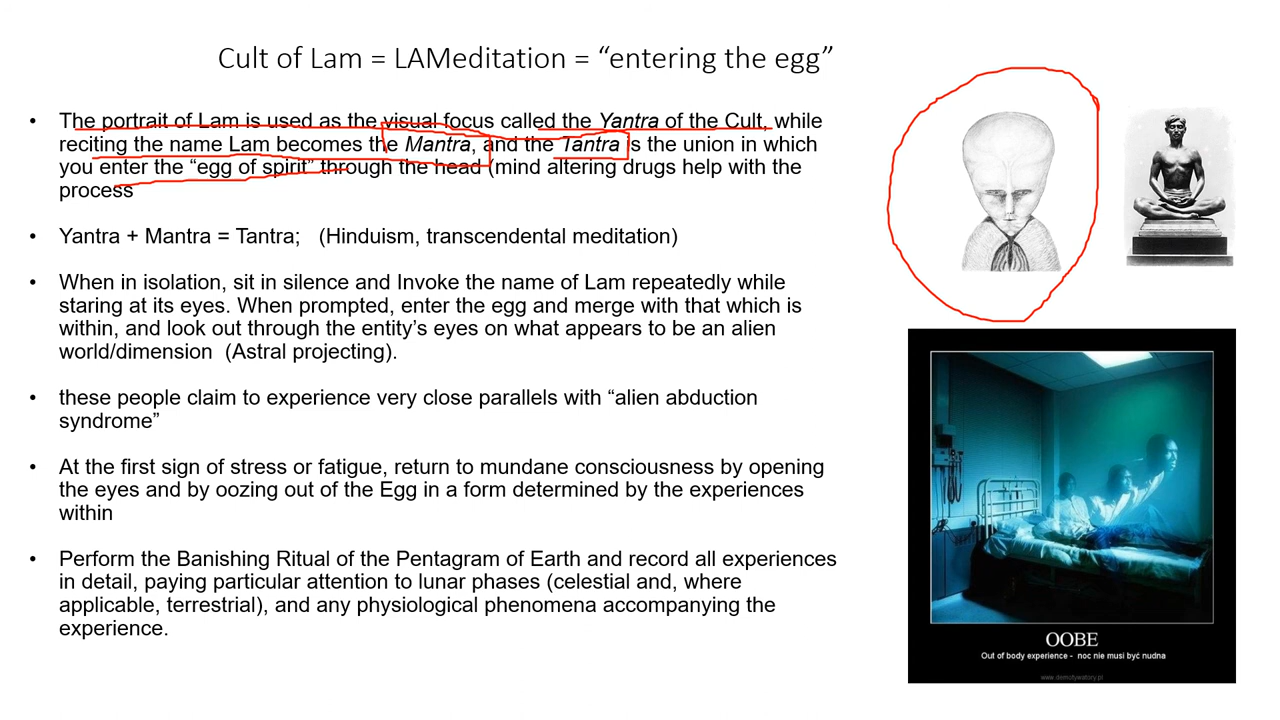 Cult of Lam = LAMeditation = “entering the egg”
• The portrait of Lam is used as the visual focus called the Yantra of the Cult, while
reciting the name Lam becomes the Mantra, and the Tantra is the union in which
you enter the “egg of spirit” through the head (mind altering drugs help with the
process
• Yantra + Mantra = Tantra; (Hinduism, transcendental meditation)
• When in isolation, sit in silence and Invoke the name of Lam repeatedly while
staring at its eyes. When prompted, enter the egg and merge with that which is
within, and look out through the entity’s eyes on what appears to be an alien
world/dimension (Astral projecting).
• these people claim to experience very close parallels with “alien abduction
syndrome”
• At the first sign of stress or fatigue, return to mundane consciousness by opening
the eyes and by oozing out of the Egg in a form determined by the experiences
within
• Perform the Banishing Ritual of the Pentagram of Earth and record all experiences
in detail, paying particular attention to lunar phases (celestial and, where
applicable, terrestrial), and any physiological phenomena accompanying the
experience.
OOBE
Out of body experience - noc nie musi być nudna
www.demotywatory.pl